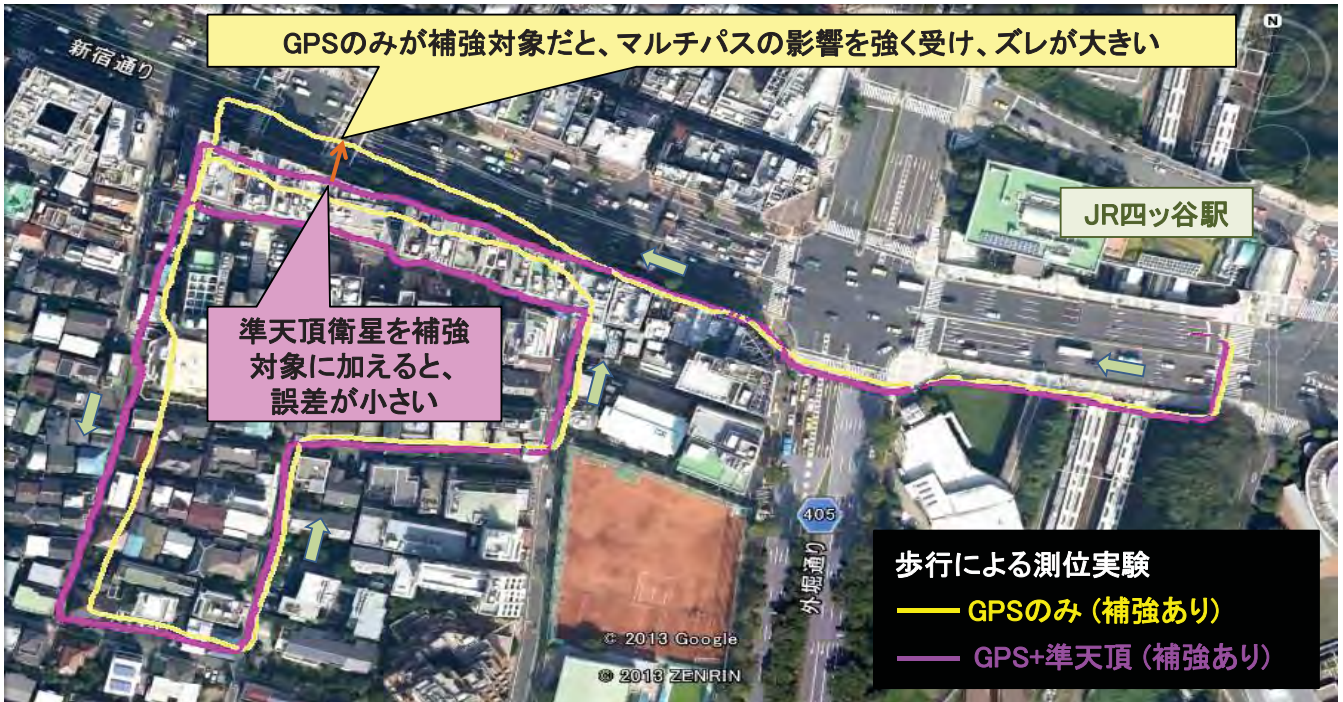 GPSのみが補強対象だと、マルチパスの影響を強く受け、ズレが大きい
N
新宿通り
JR四ッ谷駅
準天頂衛星を補強
対象に加えると、
誤差が小さい
405
外堀通り
歩行による測位実験
GPSのみ (補強あり)
GPS+準天頂 (補強あり)
© 2013 Google
© 2013 ZENRIN